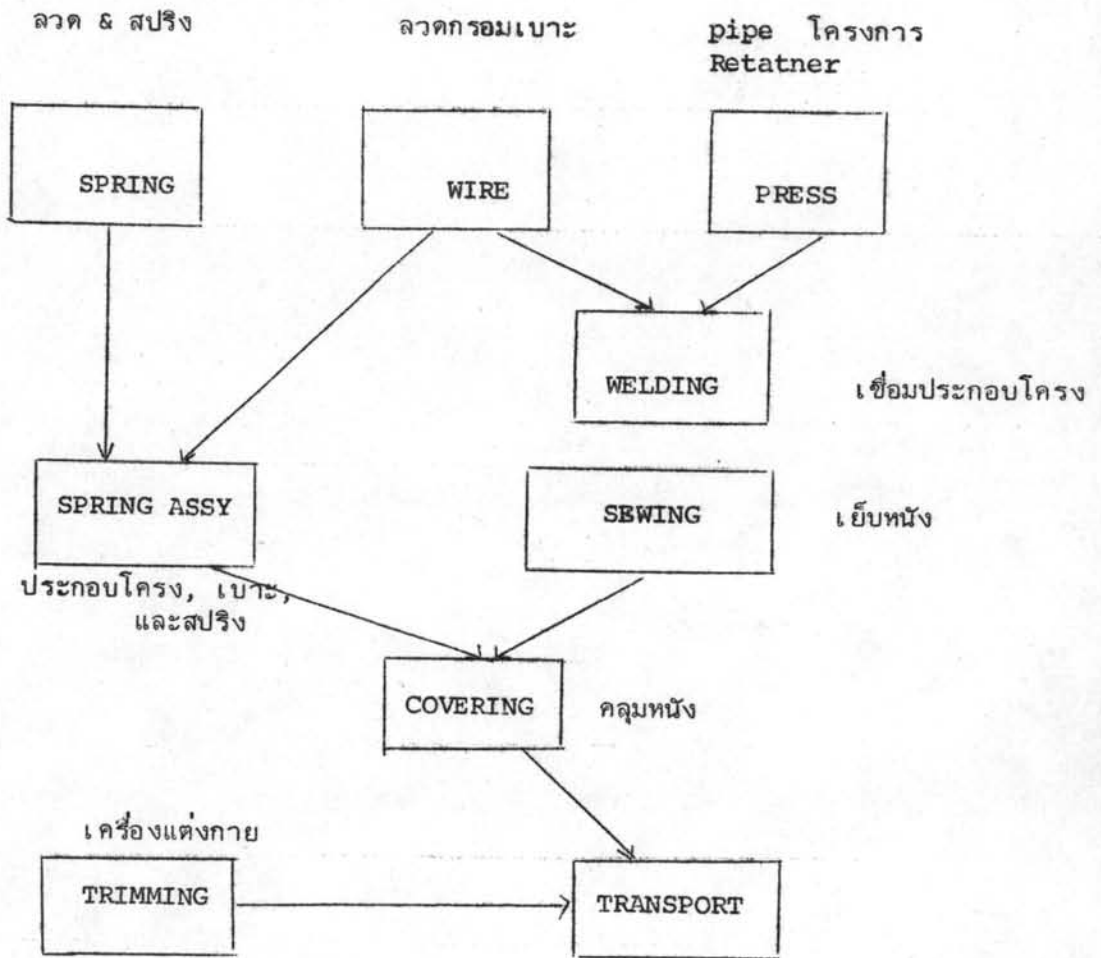 ลวด & สปริง
ลวดกรอมเบาะ
pipe โครงการ
Retatner
SPRING
WIRE
PRESS
WELDING
เชื่อมประกอบโครง
SPRING ASSY
SEWING
เย็บหนัง
ประกอบโครง, เบาะ,
และสปริง
COVERING
คลุมหนัง
เครื่องแต่งกาย
TRIMMING
TRANSPORT